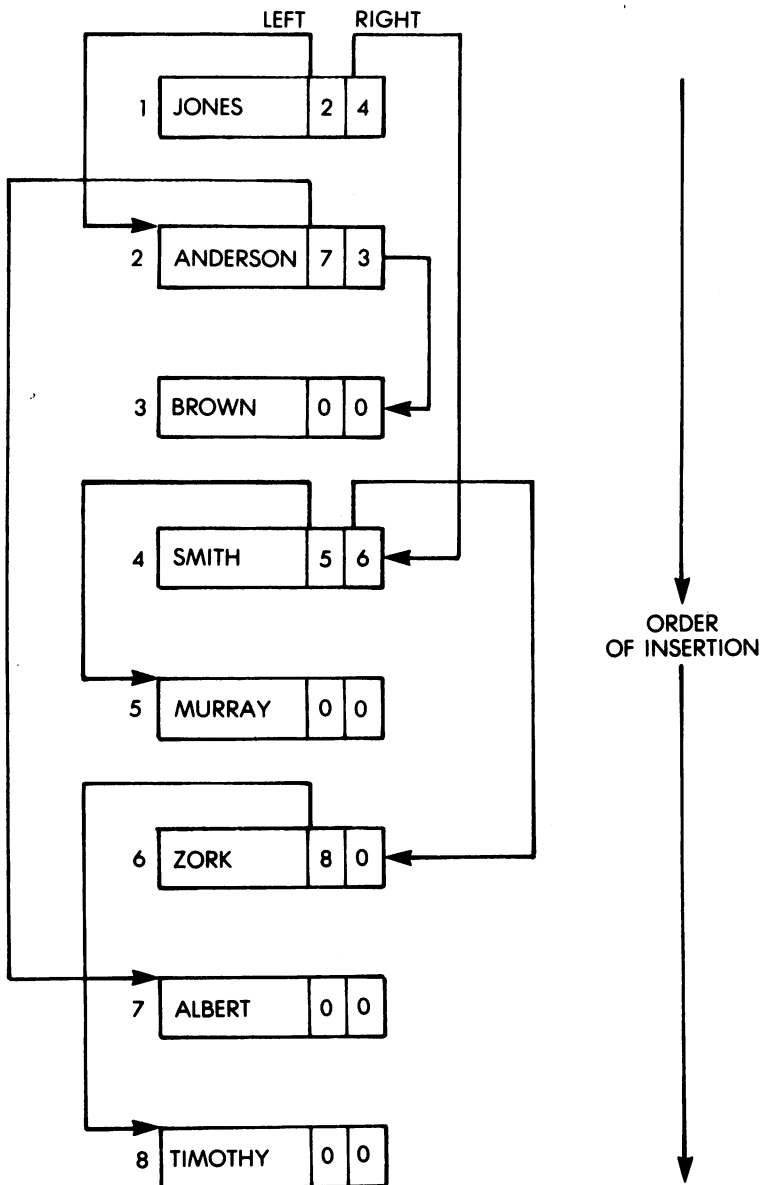 LEFT RIGHT
1 JONES 2 4
2 ANDERSON 7 3
3 BROWN 0 0
4 SMITH 5 6
ORDER
OF INSERTION
5 MURRAY 0 0
6 ZORK 8 0
7 ALBERT 0 0
8 TIMOTHY 0 0